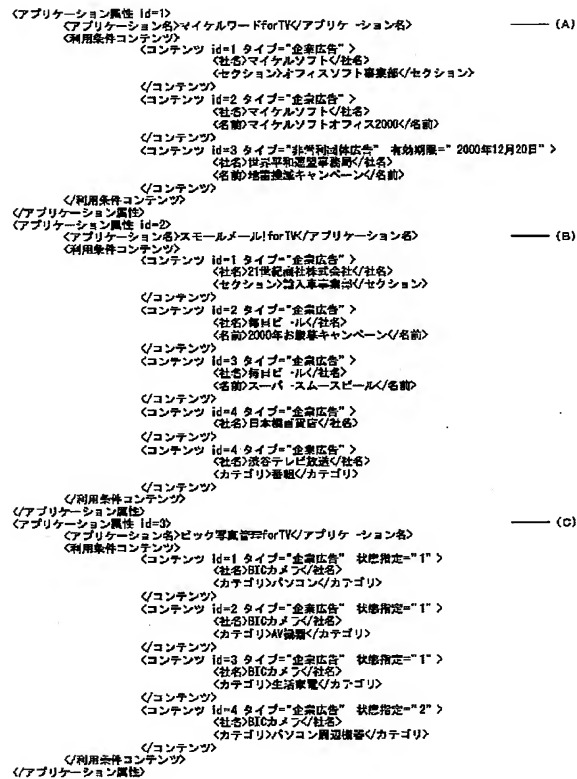 <アプリケーション属性 id=1>
<アプリケーション名>マイケルワードforTV</アプリケーション名> (A)
<利用条件コンテンツ>
<コンテンツ id=1 タイプ="企業広告" >
<社名>マイケルソフト</社名>
<セクション>オフィスソフト事業部</セクション>
</コンテンツ>
<コンテンツ id=2 タイプ="企業広告" >
<社名>マイケルソフト</社名>
<名前>マイケルソフトオフィス2000</名前>
</コンテンツ>
<コンテンツ id=3 タイプ="非営利団体広告" 有効期限=" 2000年12月20日" >
<社名>世界平和連盟事務局</社名>
<名前>地雷撲滅キャンペーン</名前>
</コンテンツ>
</利用条件コンテンツ>
</アプリケーション属性>
<アプリケーション属性 id=2>
<アプリケーション名>スモールメール!forTV</アプリケーション名> (B)
<利用条件コンテンツ>
<コンテンツ id=1 タイプ="企業広告" >
<社名>21世紀商社株式会社</社名>
<セクション>輸入車事業部</セクション>
</コンテンツ>
<コンテンツ id=2 タイプ="企業広告" >
<社名>毎日ビール</社名>
<名前>2000年お歳暮キャンペーン</名前>
</コンテンツ>
<コンテンツ id=3 タイプ="企業広告" >
<社名>毎日ビール</社名>
<名前>スーパースムースビール</名前>
</コンテンツ>
<コンテンツ id=4 タイプ="企業広告" >
<社名>日本橋百貨店</社名>
</コンテンツ>
<コンテンツ id=4 タイプ="企業広告" >
<社名>渋谷テレビ放送</社名>
<カテゴリ>番組</カテゴリ>
</コンテンツ>
</利用条件コンテンツ>
</アプリケーション属性>
<アプリケーション属性 id=3>
<アプリケーション名>ビック写真管理forTV</アプリケーション名> (C)
<利用条件コンテンツ>
<コンテンツ id=1 タイプ="企業広告" 状態指定="1" >
<社名>BICカメラ</社名>
<カテゴリ>パソコン</カテゴリ>
</コンテンツ>
<コンテンツ id=2 タイプ="企業広告" 状態指定="1" >
<社名>BICカメラ</社名>
<カテゴリ>AV機器</カテゴリ>
</コンテンツ>
<コンテンツ id=3 タイプ="企業広告" 状態指定="1" >
<社名>BICカメラ</社名>
<カテゴリ>生活家電</カテゴリ>
</コンテンツ>
<コンテンツ id=4 タイプ="企業広告" 状態指定="2" >
<社名>BICカメラ</社名>
<カテゴリ>パソコン周辺機器</カテゴリ>
</コンテンツ>
</利用条件コンテンツ>
</アプリケーション属性>